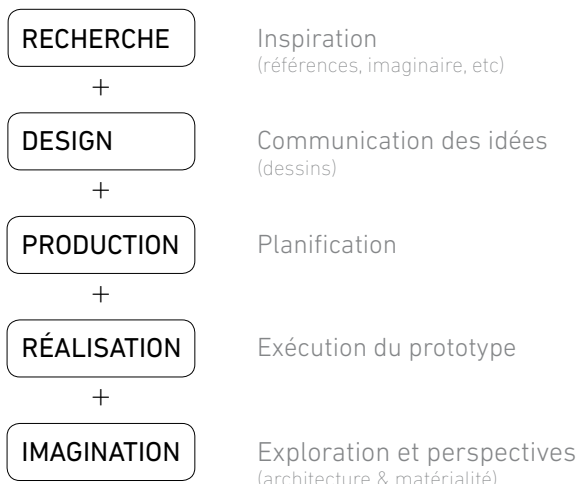 RECHERCHE Inspiration
(références, imaginaire, etc)
+
DESIGN Communication des idées
(dessins)
+
PRODUCTION Planification
+
RÉALISATION Exécution du prototype
+
IMAGINATION Exploration et perspectives
(architecture & matérialité)